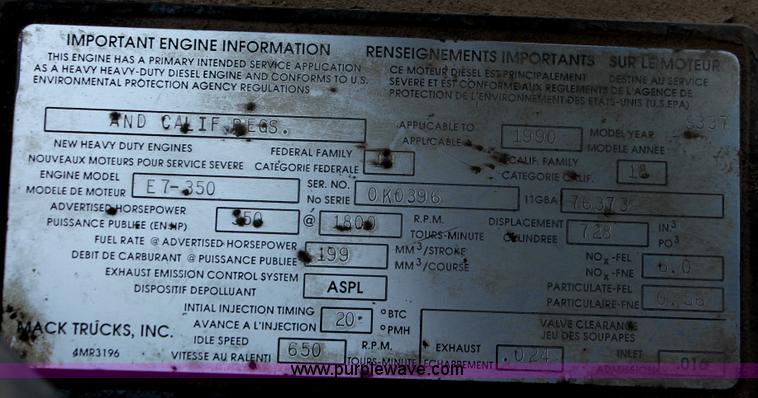 IMPORTANT ENGINE INFORMATION RENSEIGNEMENTS IMPORTANTS SUR LE MOTEUR
THIS ENGINE HAS A PRIMARY INTENDED SERVICE APPLICATION CE MOTEUR DIESEL EST PRINCIPALEMENT DESTINE AU SERVICE
AS A HEAVY HEAVY-DUTY DIESEL ENGINE AND CONFORMS TO U.S. SEVERE ET EST CONFORME AUX REGLEMENTS DE L'AGENCE DE
ENVIRONMENTAL PROTECTION AGENCY REGULATIONS PROTECTION DE L'ENVIRONNEMENT DES ETATS-UNIS (U.S.EPA)
AND CALIF.REGS. APPLICABLE TO 1990 MODEL YEAR
APPLICABLE A MODELE ANNEE
NEW HEAVY DUTY ENGINES FEDERAL FAMILY CALIF. FAMILY
NOUVEAUX MOTEURS POUR SERVICE SEVERE CATEGORIE FEDERALE CATEGORIE CALIF.
ENGINE MODEL E7-350 SER. NO. 0K0396 11GBA 76373
MODELE DE MOTEUR No SERIE
ADVERTISED HORSEPOWER 350 @ 1800 R.P.M. DISPLACEMENT 728 IN3
PUISSANCE PUBLIEE (EN HP) TOURS-MINUTE CYLINDREE PO3
FUEL RATE @ ADVERTISED HORSEPOWER 199 MM3/STROKE NOX-FEL 6.0
DEBIT DE CARBURANT @ PUISSANCE PUBLIEE MM3/COURSE NOX-FNE
EXHAUST EMISSION CONTROL SYSTEM ASPL PARTICULATE-FEL
DISPOSITIF DEPOLLUANT PARTICULAIRE-FNE
INTIAL INJECTION TIMING 20 °BTC VALVE CLEARANCE
AVANCE A L'INJECTION °PMH JEU DES SOUPAPES
MACK TRUCKS, INC. IDLE SPEED 650 R.P.M. EXHAUST .024 INLET .016
4MR3196 VITESSE AU RALENTI TOURS-MINUTE ECHAPPEMENT ADMISSION
www.purplewave.com